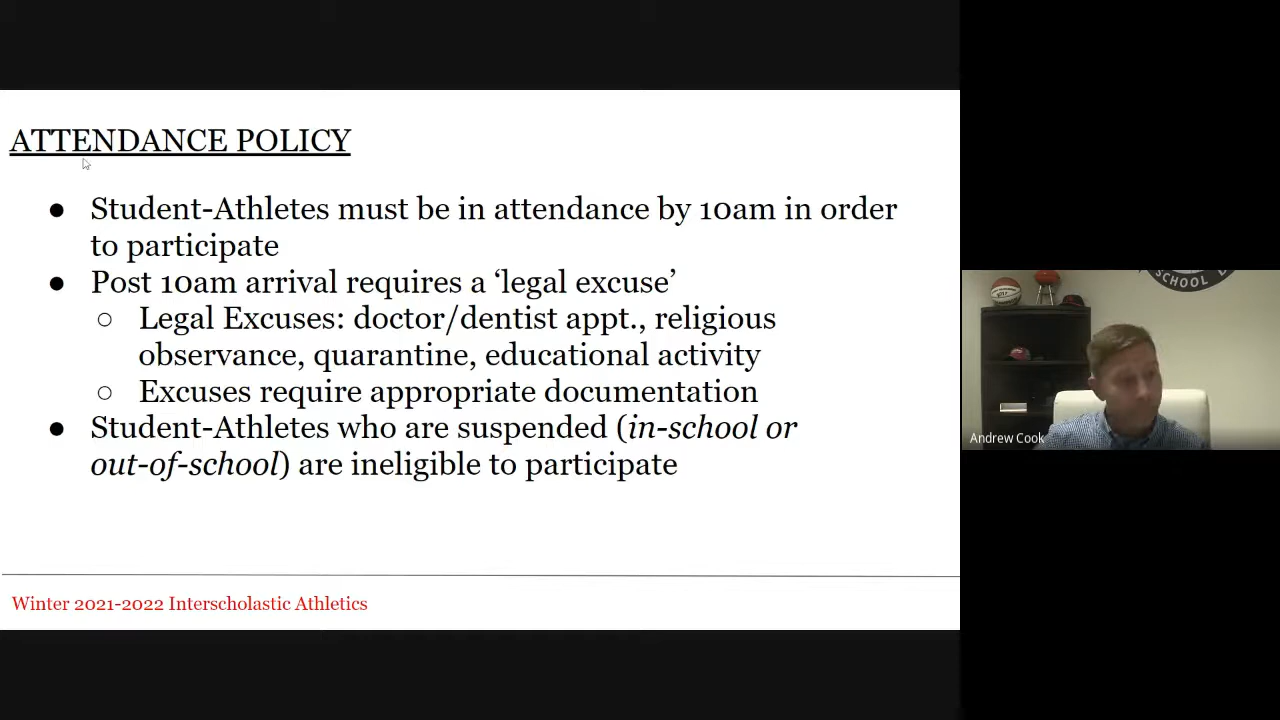 ATTENDANCE POLICY
● Student-Athletes must be in attendance by 10am in order
to participate
● Post 10am arrival requires a ‘legal excuse’
○ Legal Excuses: doctor/dentist appt., religious
observance, quarantine, educational activity
○ Excuses require appropriate documentation
● Student-Athletes who are suspended (in-school or
out-of-school) are ineligible to participate
Winter 2021-2022 Interscholastic Athletics
SCHOOL
Andrew Cook